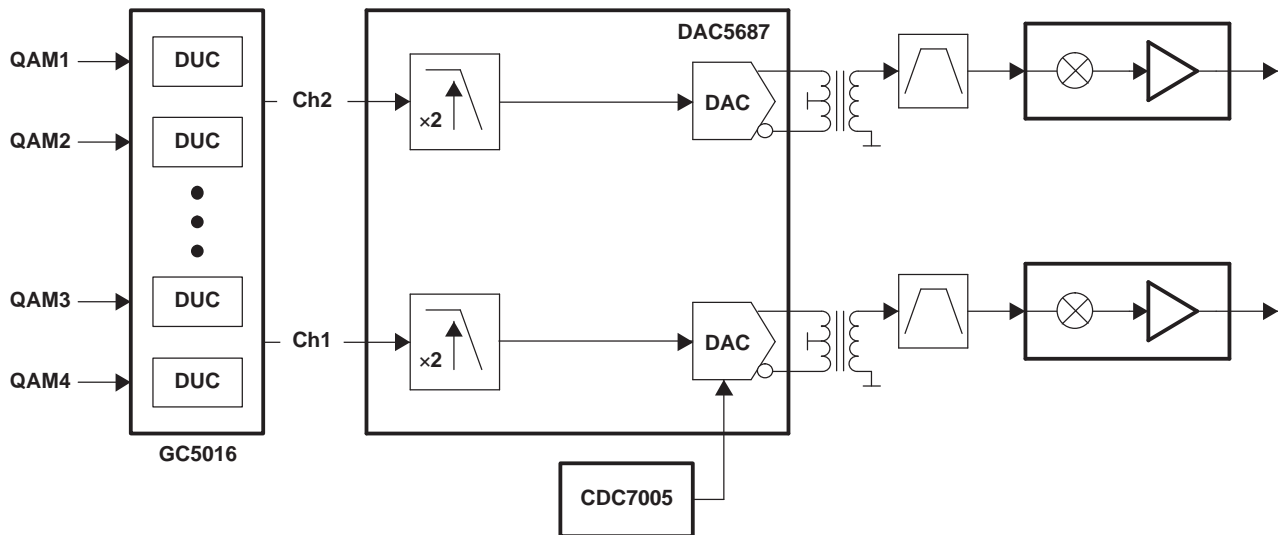 DAC5687
QAM1
DUC
Ch2
×2
DAC
QAM2
DUC
QAM3
DUC
Ch1
×2
DAC
QAM4
DUC
GC5016
CDC7005